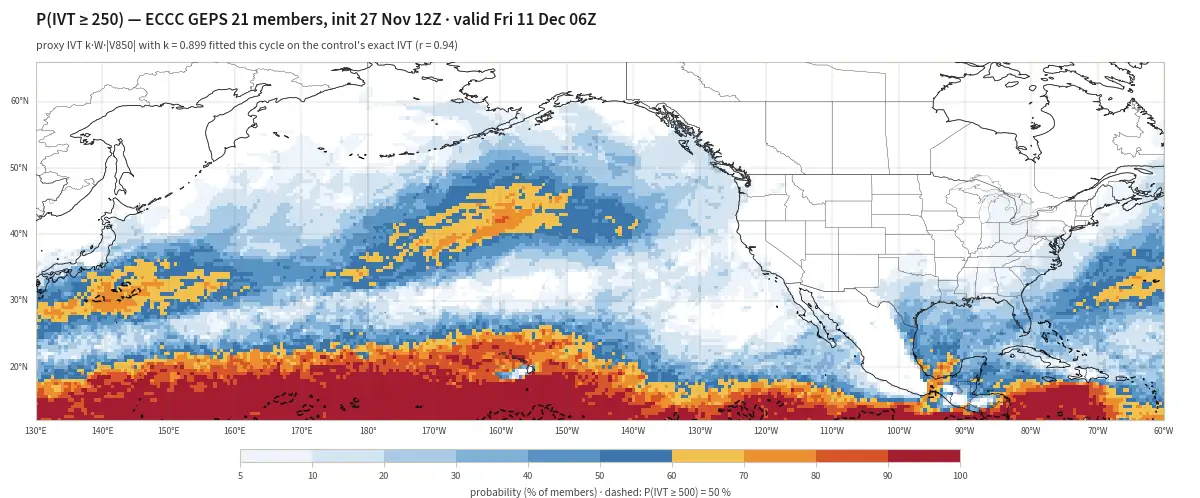 P(IVT ≥ 250) — ECCC GEPS 21 members, init 27 Nov 12Z · valid Fri 11 Dec 06Z
proxy IVT k·W·|V850| with k = 0.899 fitted this cycle on the control's exact IVT (r = 0.94)
60°N
50°N
40°N
30°N
20°N
130°E 140°E 150°E 160°E 170°E 180° 170°W 160°W 150°W 140°W 130°W 120°W 110°W 100°W 90°W 80°W 70°W 60°W
5 10 20 30 40 50 60 70 80 90 100
probability (% of members) · dashed: P(IVT ≥ 500) = 50 %